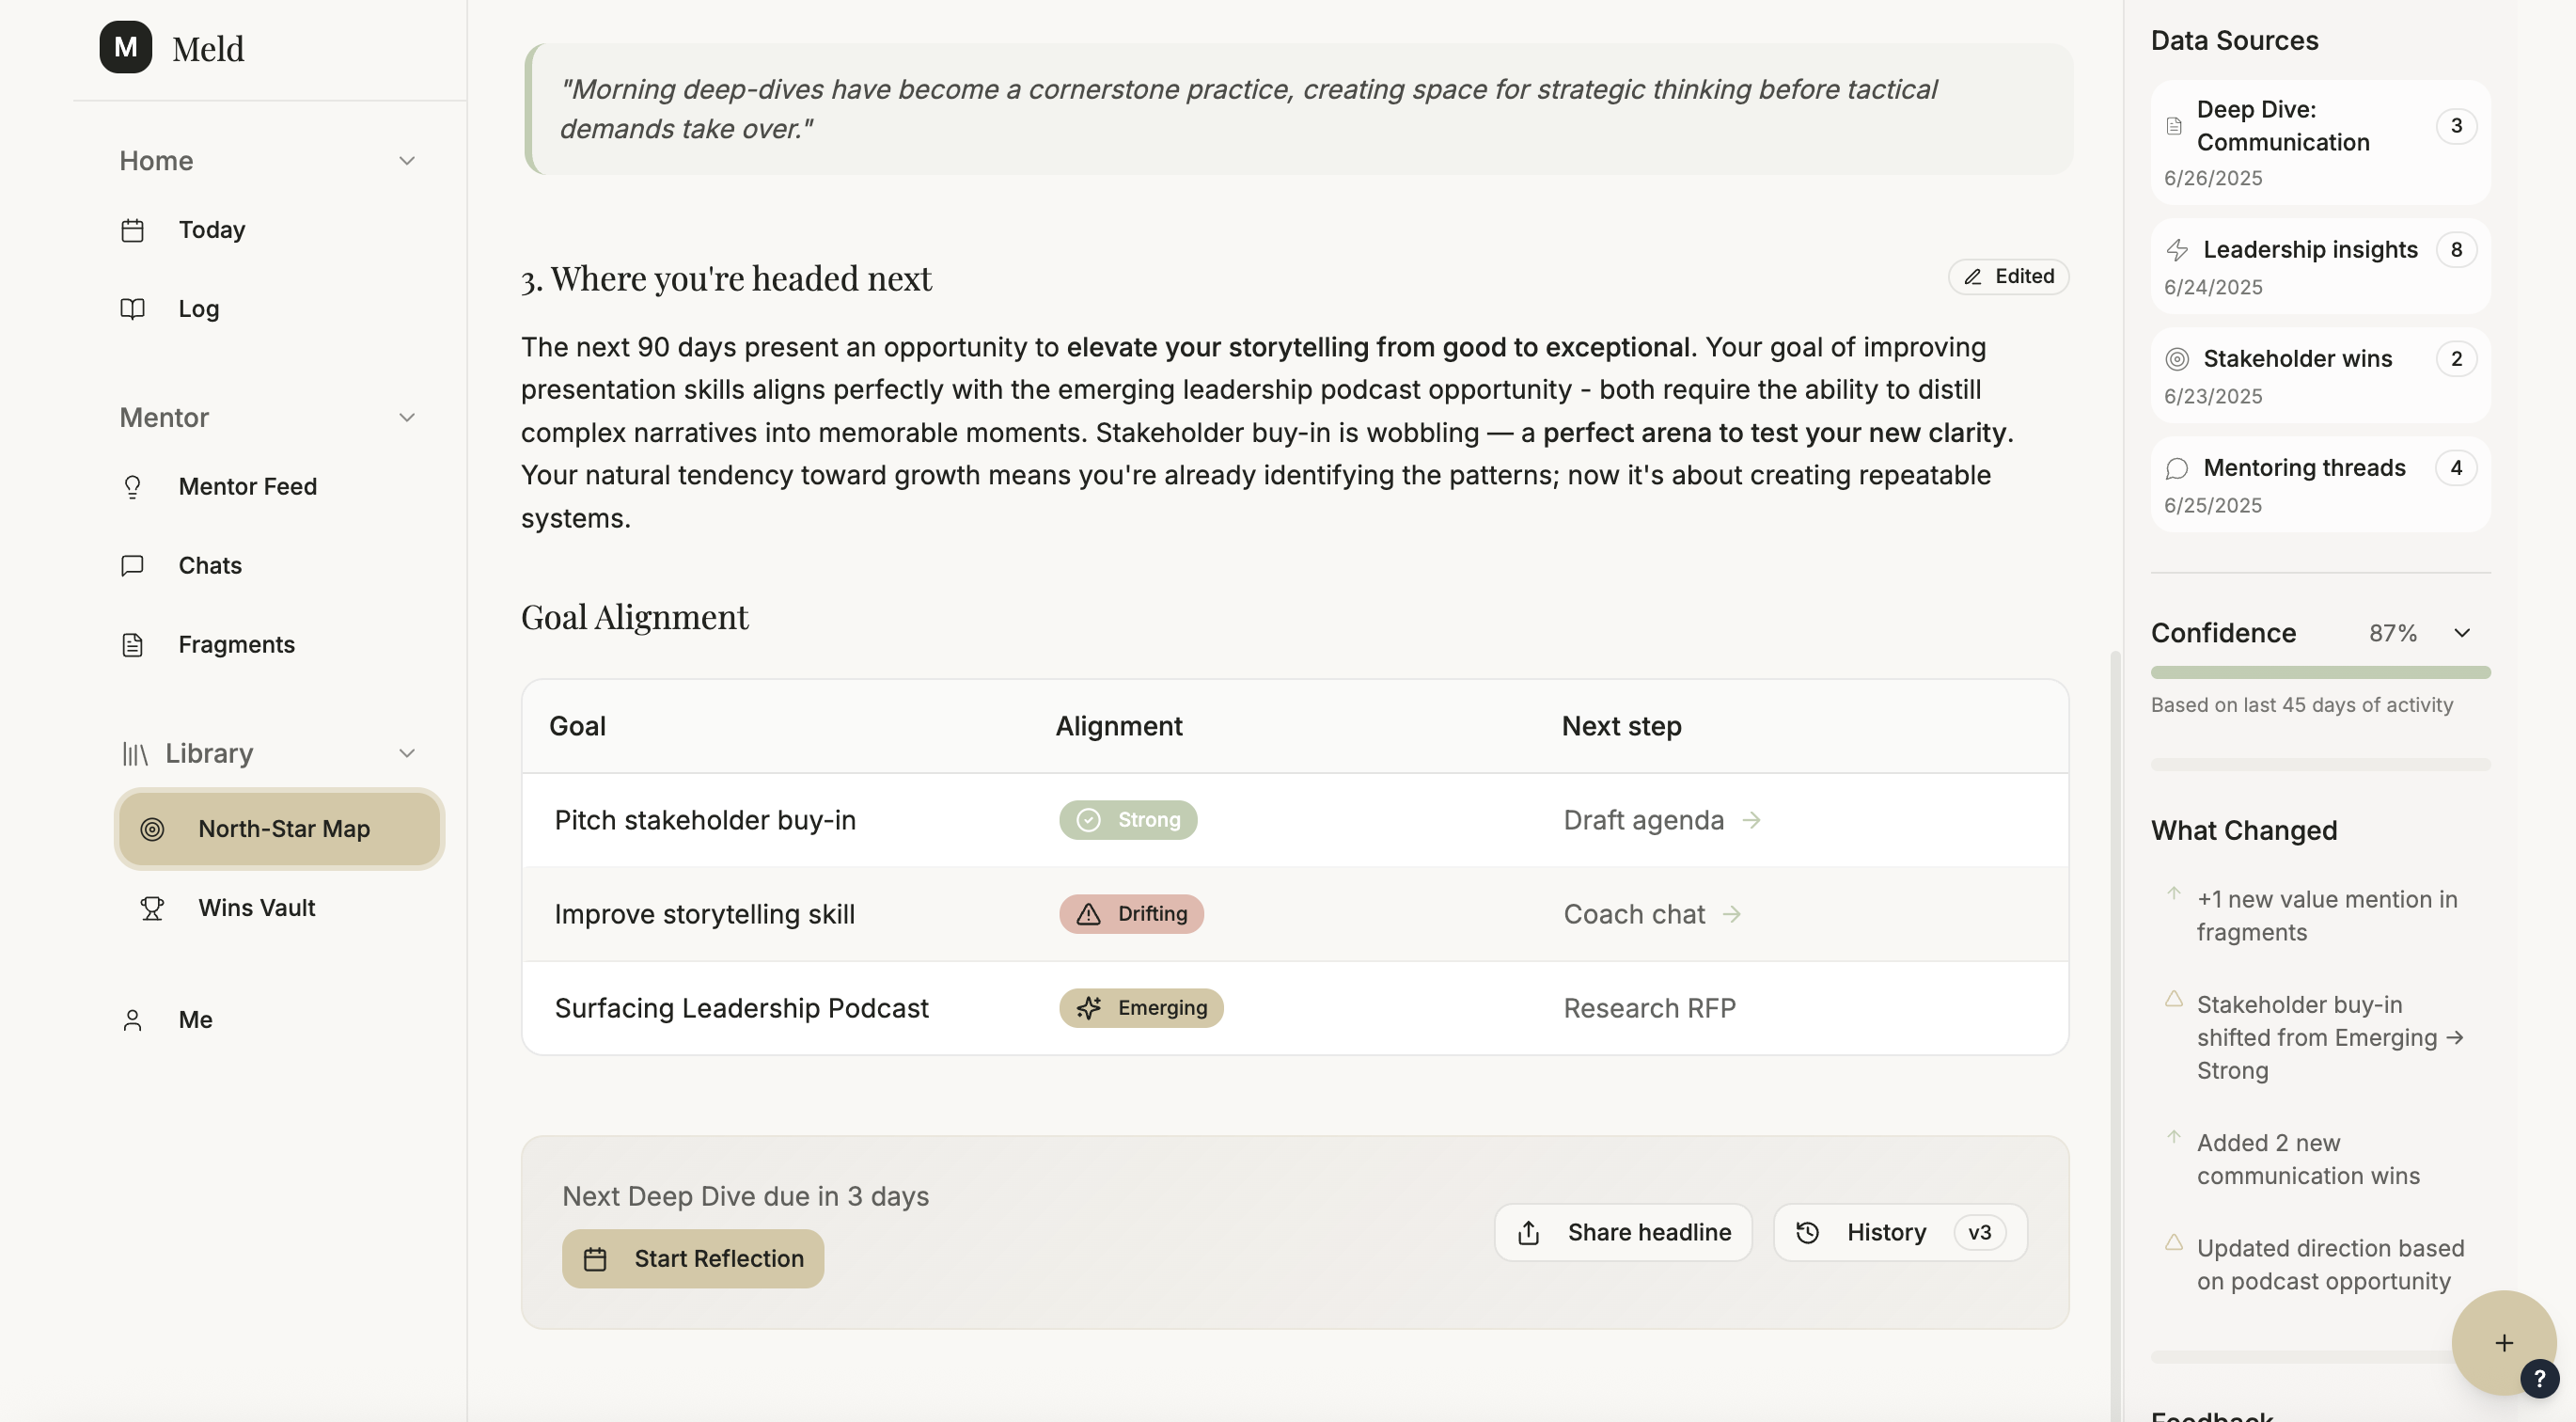 M Meld
Home
Today
Log
Mentor
Mentor Feed
Chats
Fragments
Library
North-Star Map
Wins Vault
Me
"Morning deep-dives have become a cornerstone practice, creating space for strategic thinking before tactical
demands take over."
3. Where you're headed next
Edited
The next 90 days present an opportunity to elevate your storytelling from good to exceptional. Your goal of improving
presentation skills aligns perfectly with the emerging leadership podcast opportunity - both require the ability to distill
complex narratives into memorable moments. Stakeholder buy-in is wobbling — a perfect arena to test your new clarity.
Your natural tendency toward growth means you're already identifying the patterns; now it's about creating repeatable
systems.
Goal Alignment
Goal Alignment Next step
Pitch stakeholder buy-in Strong Draft agenda →
Improve storytelling skill Drifting Coach chat →
Surfacing Leadership Podcast Emerging Research RFP
Next Deep Dive due in 3 days
Start Reflection
Share headline
History v3
Data Sources
Deep Dive:
Communication
3
6/26/2025
Leadership insights 8
6/24/2025
Stakeholder wins 2
6/23/2025
Mentoring threads 4
6/25/2025
Confidence 87%
Based on last 45 days of activity
What Changed
+1 new value mention in
fragments
Stakeholder buy-in
shifted from Emerging →
Strong
Added 2 new
communication wins
Updated direction based
on podcast opportunity
+
?
Feedback